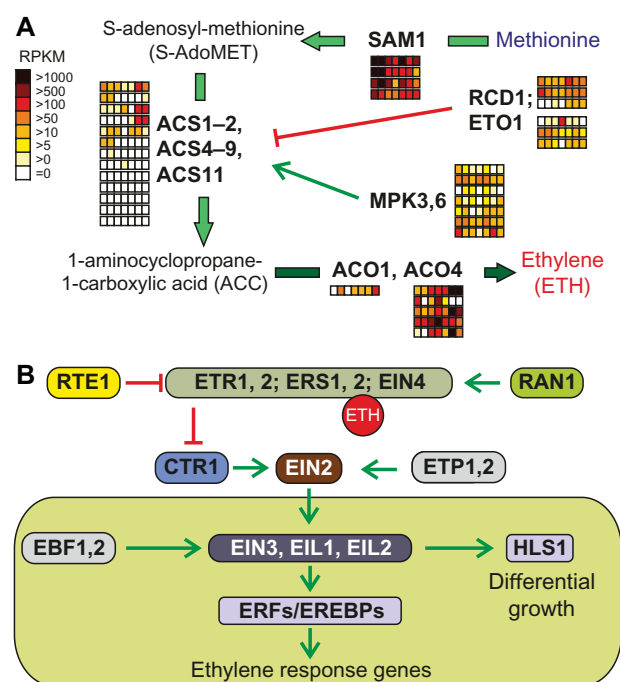 A
RPKM
>1000
>500
>100
>50
>10
>5
>0
=0
S-adenosyl-methionine
(S-AdoMET)
SAM1
Methionine
ACS1–2,
ACS4–9,
ACS11
RCD1;
ETO1
MPK3,6
1-aminocyclopropane-
1-carboxylic acid (ACC)
ACO1, ACO4
Ethylene
(ETH)
B
RTE1
ETR1, 2; ERS1, 2; EIN4
RAN1
ETH
CTR1
EIN2
ETP1,2
EBF1,2
EIN3, EIL1, EIL2
HLS1
Differential
growth
ERFs/EREBPs
Ethylene response genes